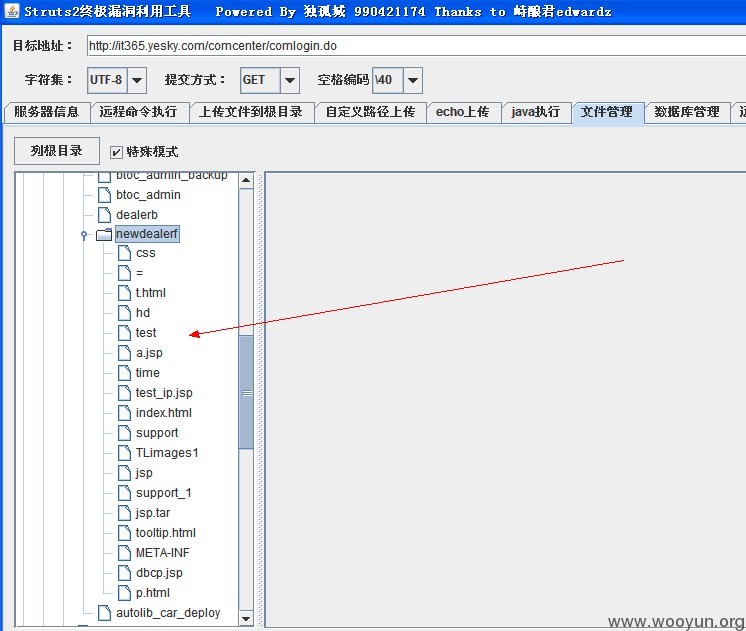 Struts2终极漏洞利用工具 Powered By 独孤城 990421174 Thanks to 峙酿君edwardz
目标地址： http://it365.yesky.com/comcenter/comlogin.do
字符集： UTF-8 提交方式： GET 空格编码 \40
服务器信息 远程命令执行 上传文件到根目录 自定义路径上传 echo上传 java执行 文件管理 数据库管理
列根目录 特殊模式
btoc_admin_backup
btoc_admin
dealerb
newdealerf
css
=
t.html
hd
test
a.jsp
time
test_ip.jsp
index.html
support
TLimages1
jsp
support_1
jsp.tar
tooltip.html
META-INF
dbcp.jsp
p.html
autolib_car_deploy
www.wooyun.org